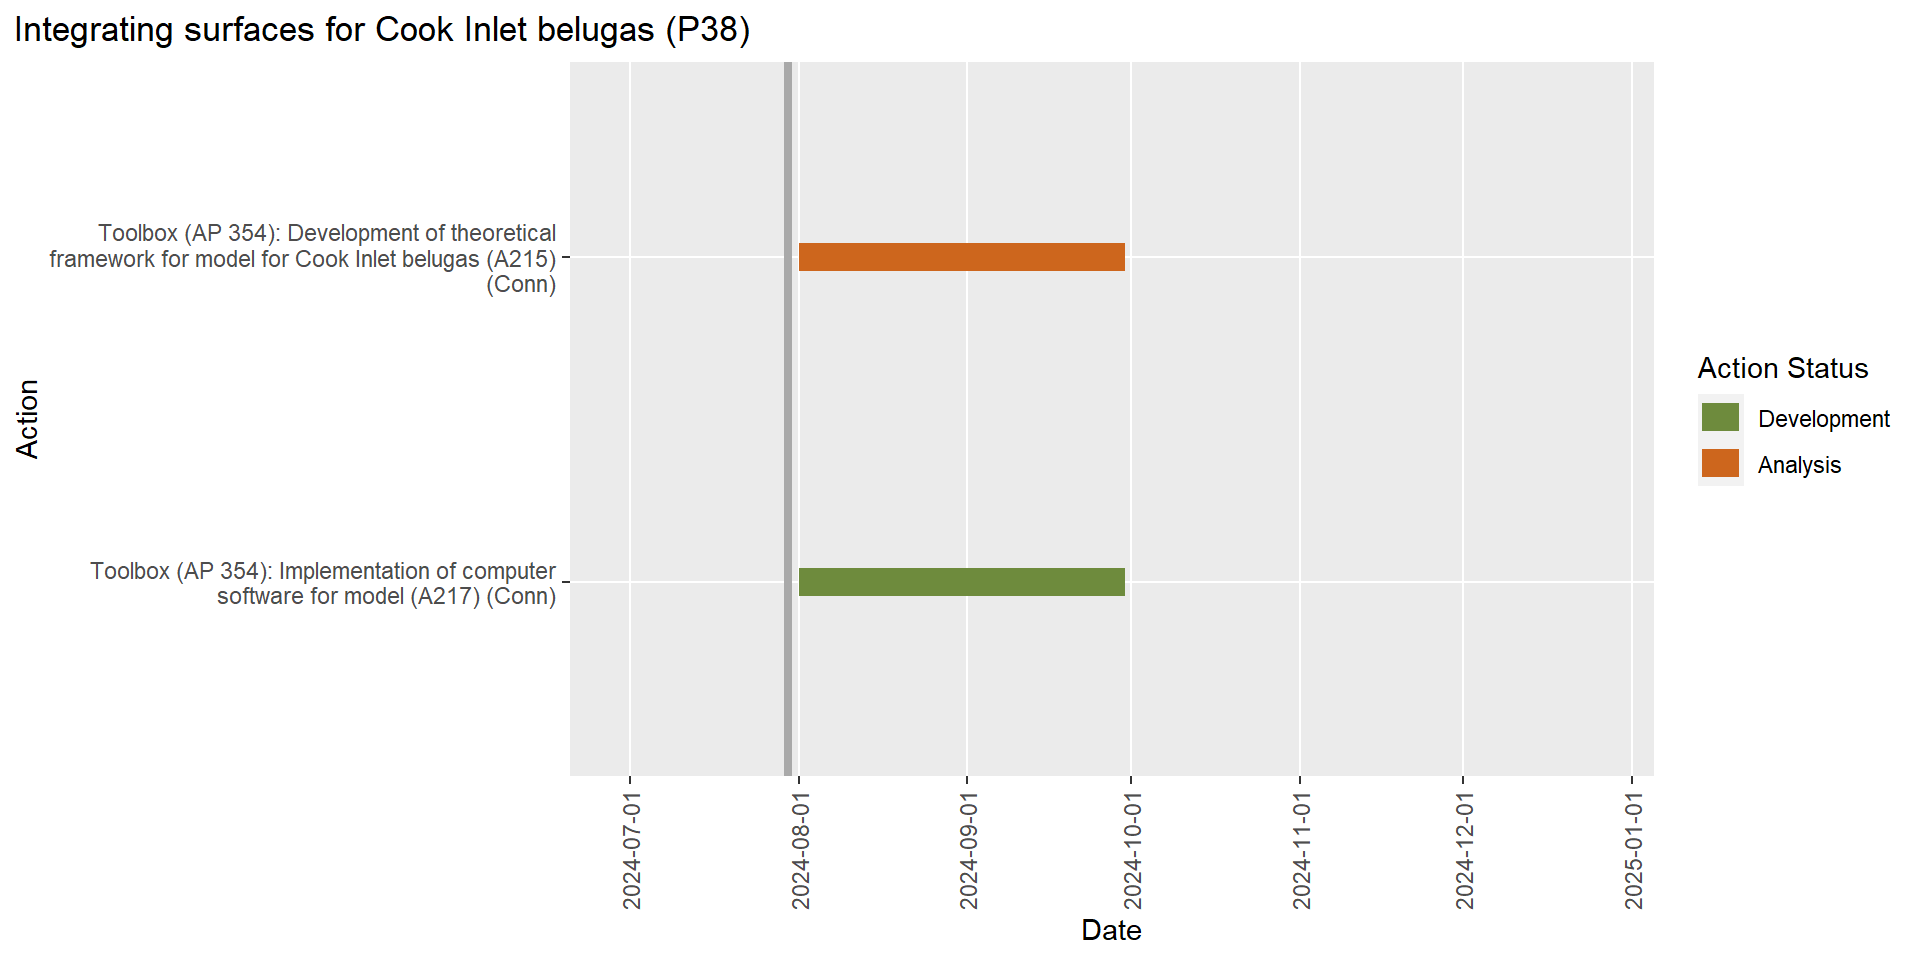 Integrating surfaces for Cook Inlet belugas (P38)
Toolbox (AP 354): Development of theoretical
framework for model for Cook Inlet belugas (A215)
(Conn)
Action
Toolbox (AP 354): Implementation of computer
software for model (A217) (Conn)
Action Status
Development
Analysis
2024-07-01
2024-08-01
2024-09-01
2024-10-01
2024-11-01
2024-12-01
2025-01-01
Date